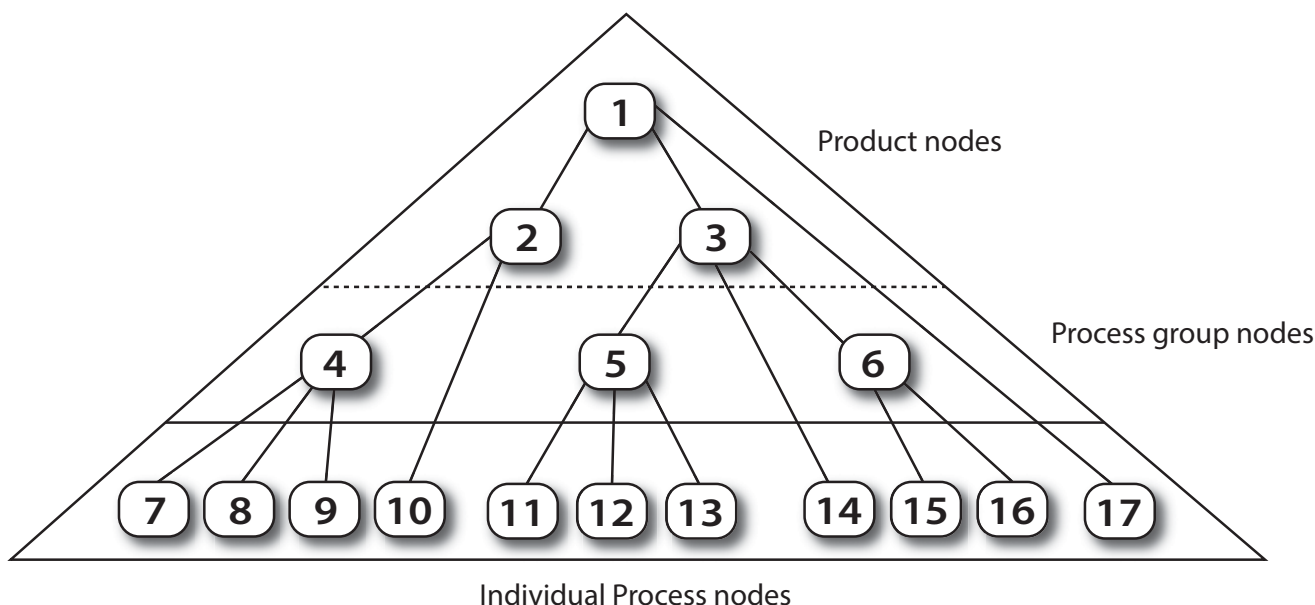 1
Product nodes
2 3
Process group nodes
4 5 6
7 8 9 10 11 12 13 14 15 16 17
Individual Process nodes